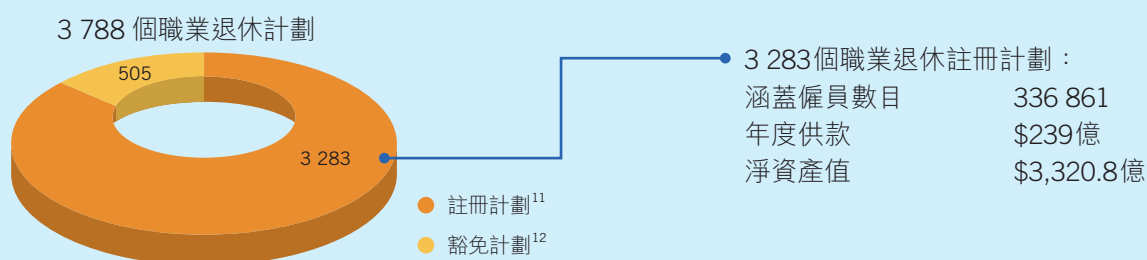 3 788 個職業退休計劃
505
3 283
註冊計劃11
豁免計劃12
3 283個職業退休註冊計劃：
涵蓋僱員數目 336 861
年度供款 $239億
淨資產值 $3,320.8億